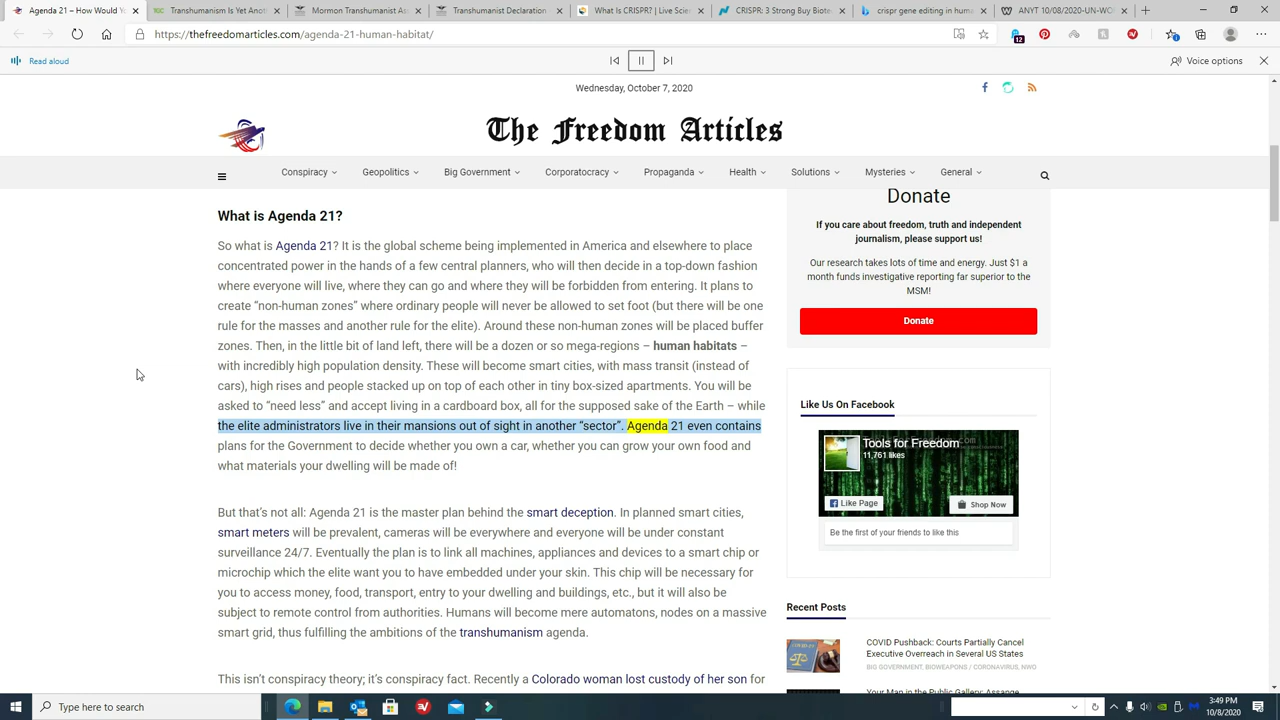 Transhumanism Is Yet Anoth
How Would Y
Transhumanism - Mormonism
Transhumanist Declaration
What is CRISPR? | Live Scien
CRISPR: 3 Strong Reasons
ANYT 10/08/2020-UN-WO
https://thefreedomarticles.com/agenda-21-human-habitat/
12
Read aloud
Voice options
Wednesday, October 7, 2020
The Freedom Articles
Conspiracy
Geopolitics
Big Government
Corporatocracy
Propaganda
Health
Solutions
Mysteries
General
What is Agenda 21?
So what is Agenda 21? It is the global scheme being implemented in America and elsewhere to place
concentrated power in the hands of a few central planners, who will then decide in a top-down fashion
where people live, where they can go and where they will be forbidden from entering. It plans to
create “non-human zones” where ordinary people will never be allowed to set foot (but there will be one
rule for the masses and another rule for the elite). Around these non-human zones will be placed buffer
zones. Then, in the little bit of land left, there will be a dozen or so mega-regions – human habitats –
with incredibly high population density. These will become smart cities, with mass transit (instead of
cars), high rises and people stacked up on top of each other in tiny box-sized apartments. You will be
asked to “need less” and accept living in a cardboard box, all for the supposed sake of the Earth – while
the elite administrators live in their mansions out of sight in another “sector”. Agenda 21 even contains
plans for government to decide whether you own a car, whether you can grow your own food and
what materials your dwelling will be made of!
But that’s not all. Agenda 21 is the master plan behind the smart deception. In planned smart cities,
smart meters will be prevalent, cameras will be everywhere and everyone will be under constant
surveillance 24/7. Eventually the plan is to link all machines, appliances and devices to a smart chip or
microchip which the elite want you to have embedded under your skin. This chip will be necessary for
you to access money, food, transport, entry to your dwelling and buildings, etc., but it will also be
subject to remote control from authorities. Humans will become mere automatons, nodes on a massive
smart grid, thus fulfilling the ambitions of the transhumanism agenda.
This isn’t conspiracy theory; it’s conspiracy fact. Recently a Colorado woman lost custody of her son for
Donate
If you care about freedom, truth and independent
journalism, please support us!
Our research takes lots of time and energy. Just $1 a
month funds investigative reporting far superior to the
MSM!
Donate
Like Us On Facebook
Tools for Freedom
11,761 likes
Like Page
Shop Now
Be the first of your friends to like this
Recent Posts
COVID Pushback: Courts Partially Cancel
Executive Overreach in Several US States
BIG GOVERNMENT, BIOWEAPONS / CORONAVIRUS, NWO
Your Man in the Public Gallery: Assange
Type here to search
3:49 PM
10/8/2020